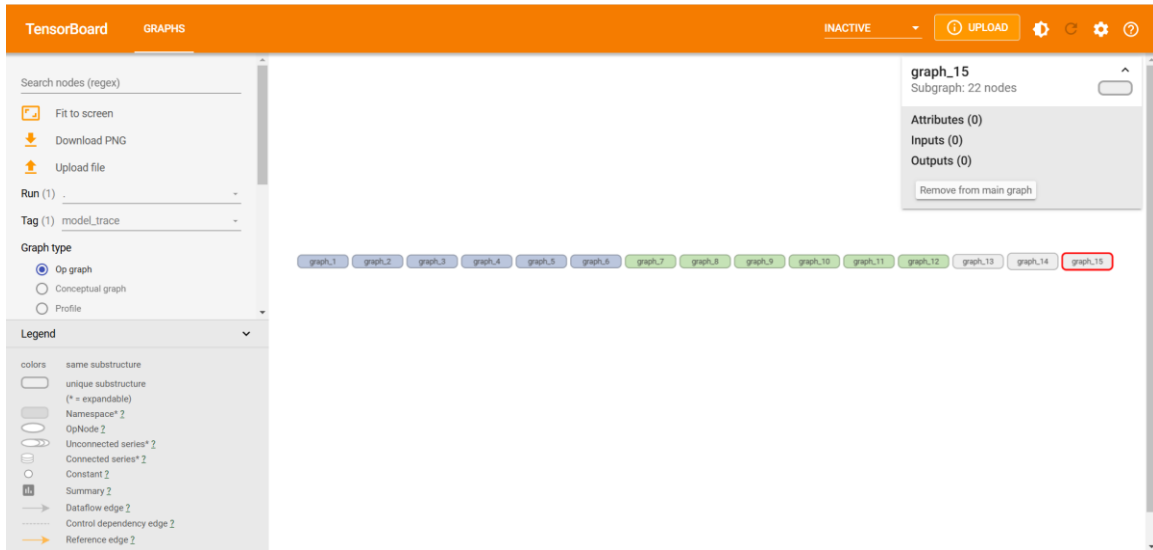 TensorBoard GRAPHS INACTIVE UPLOAD
Search nodes (regex)
Fit to screen
Download PNG
Upload file
Run (1) .
Tag (1) model_trace
Graph type
Op graph
Conceptual graph
Profile
Legend
colors same substructure
unique substructure
(* = expandable)
Namespace* ?
OpNode ?
Unconnected series* ?
Connected series* ?
Constant ?
Summary ?
Dataflow edge ?
Control dependency edge ?
Reference edge ?
graph_1 graph_2 graph_3 graph_4 graph_5 graph_6 graph_7 graph_8 graph_9 graph_10 graph_11 graph_12 graph_13 graph_14 graph_15
graph_15
Subgraph: 22 nodes
Attributes (0)
Inputs (0)
Outputs (0)
Remove from main graph